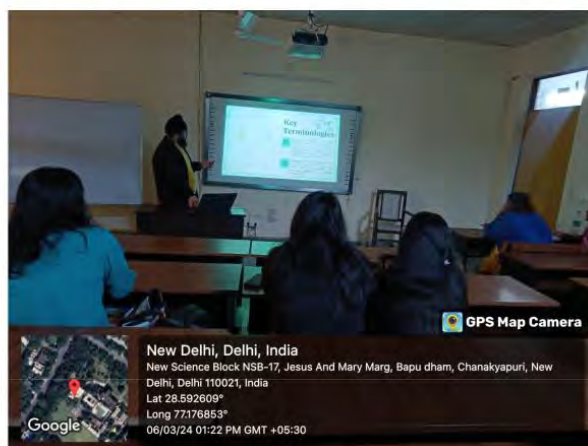 Key
Terminologies
GPS Map Camera
New Delhi, Delhi, India
New Science Block NSB-17, Jesus And Mary Marg, Bapu dham, Chanakyapuri, New
Delhi, Delhi 110021, India
Lat 28.592609°
Long 77.176853°
06/03/24 01:22 PM GMT +05:30
Google